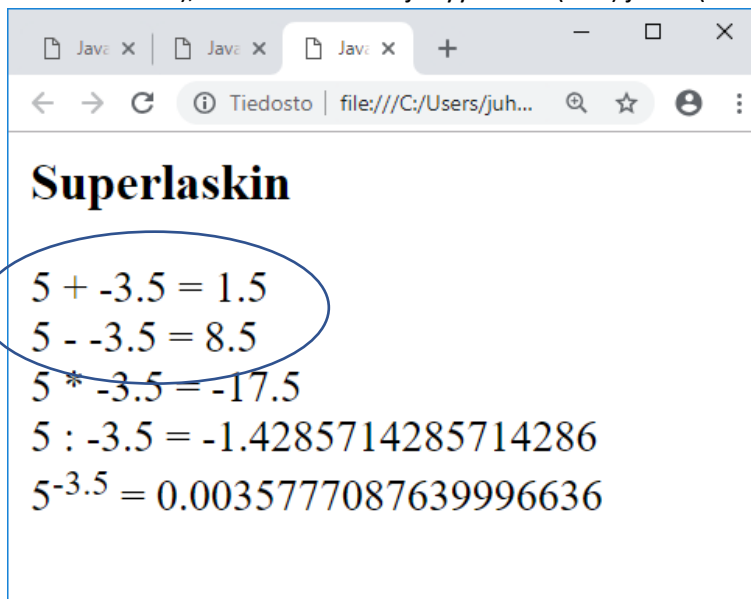 Java Java Java
Tiedosto | file:///C:/Users/juh...
Superlaskin
5 + -3.5 = 1.5
5 - -3.5 = 8.5
5 * -3.5 = -17.5
5 : -3.5 = -1.4285714285714286
5^-3.5 = 0.0035777087639996636